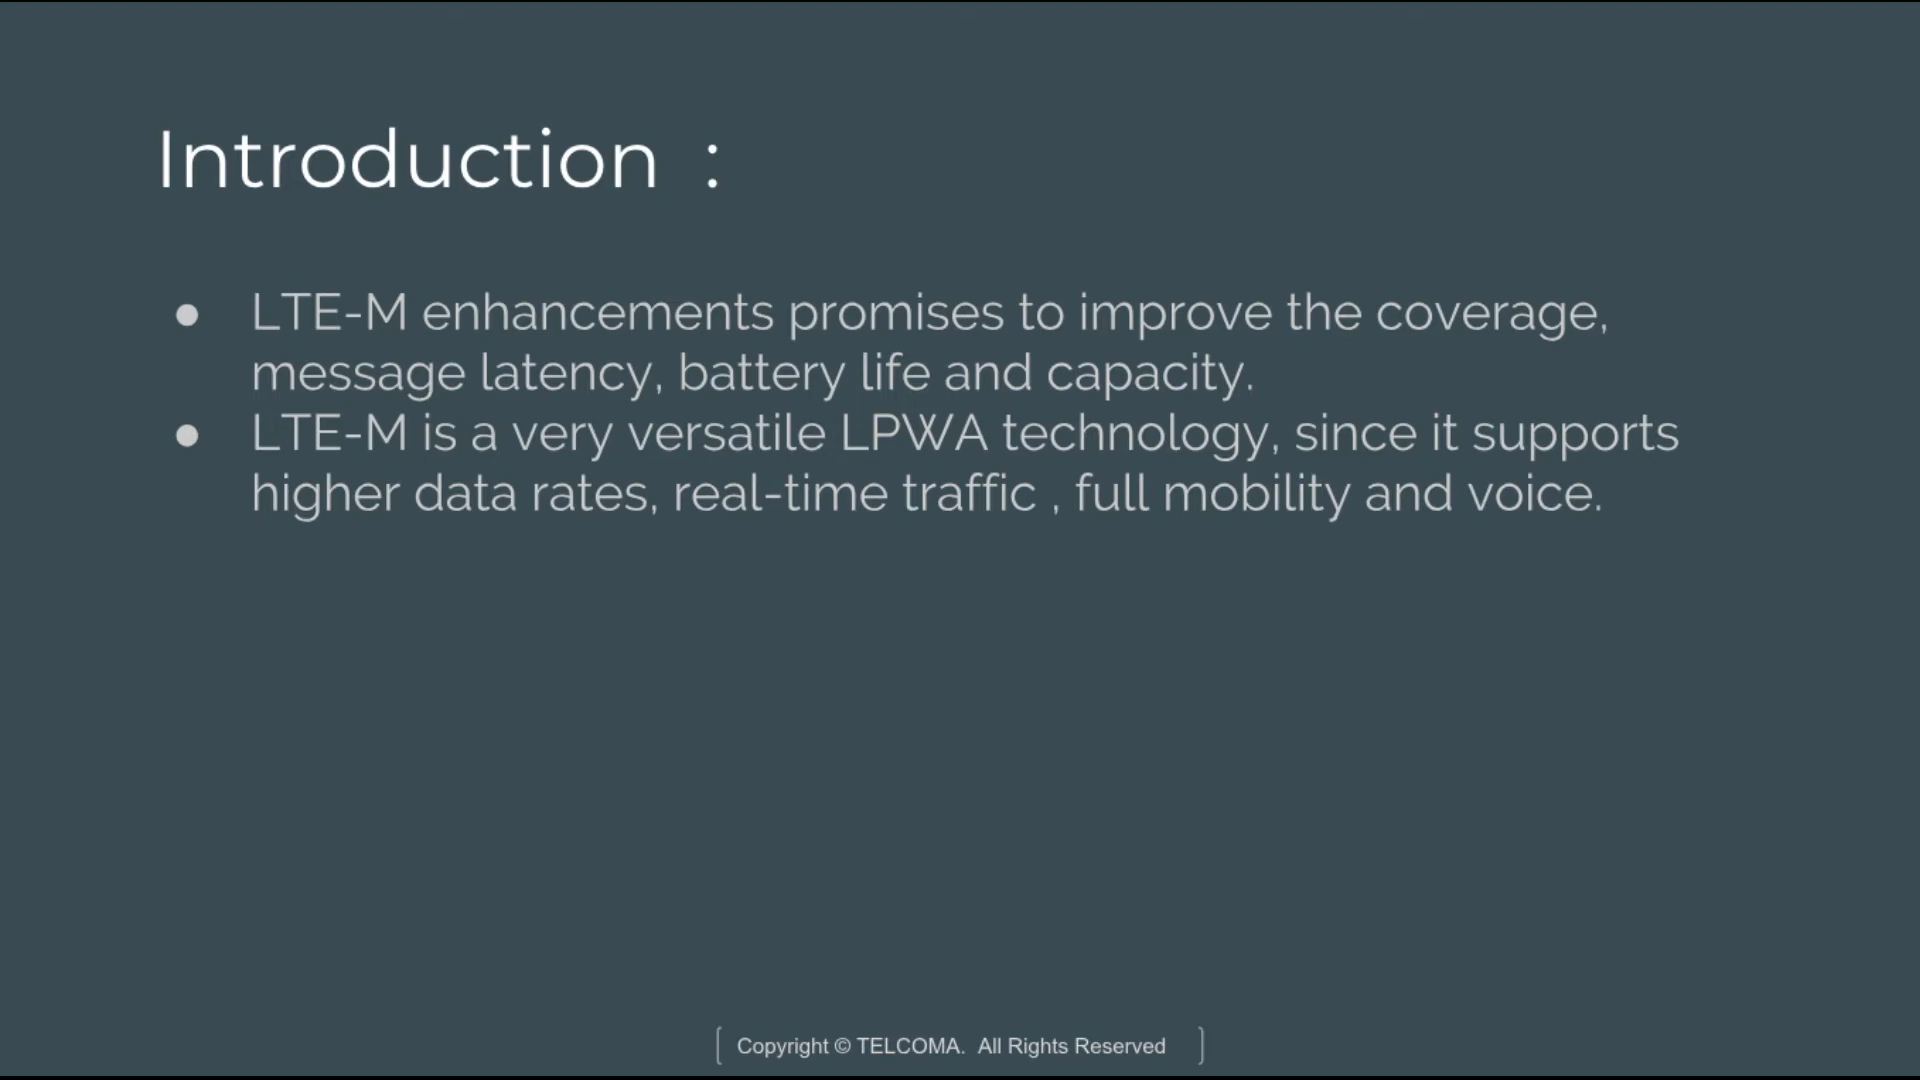 Introduction :
● LTE-M enhancements promises to improve the coverage,
message latency, battery life and capacity.
● LTE-M is a very versatile LPWA technology, since it supports
higher data rates, real-time traffic , full mobility and voice.
Copyright © TELCOMA. All Rights Reserved